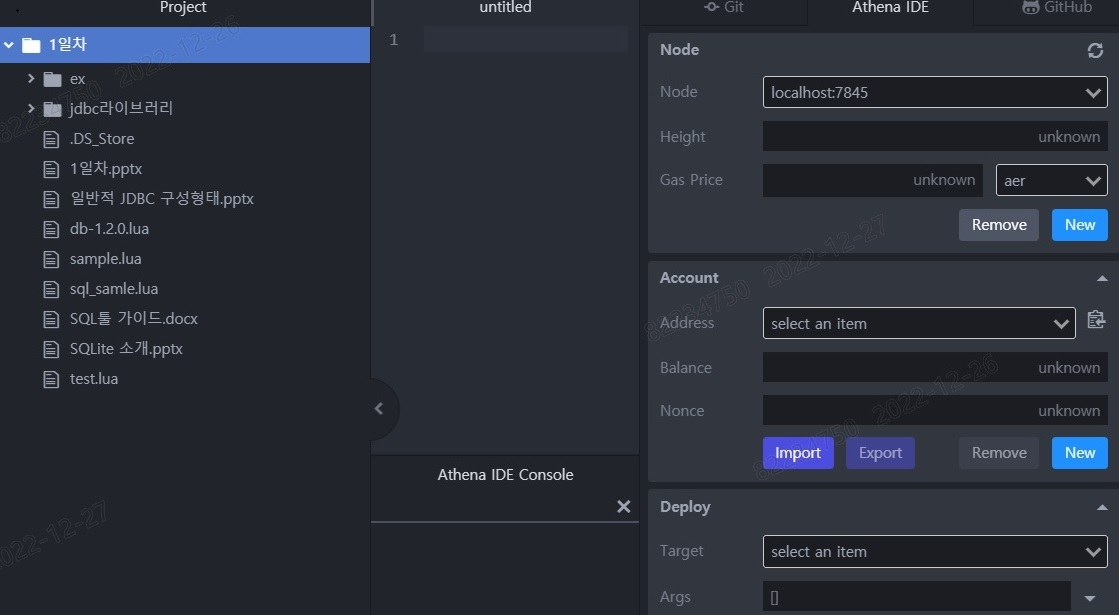 Project
1일차
ex
jdbc라이브러리
.DS_Store
1일차.pptx
일반적 JDBC 구성형태.pptx
db-1.2.0.lua
sample.lua
sql_samle.lua
SQL툴 가이드.docx
SQLite 소개.pptx
test.lua
untitled
1
Athena IDE Console
Git
Athena IDE
GitHub
Node
Node
localhost:7845
Height
unknown
Gas Price
unknown
aer
Remove
New
Account
Address
select an item
Balance
unknown
Nonce
unknown
Import
Export
Remove
New
Deploy
Target
select an item
Args
[]
2022-12-26
2022-12-27
2022-12-26
2022-12-27